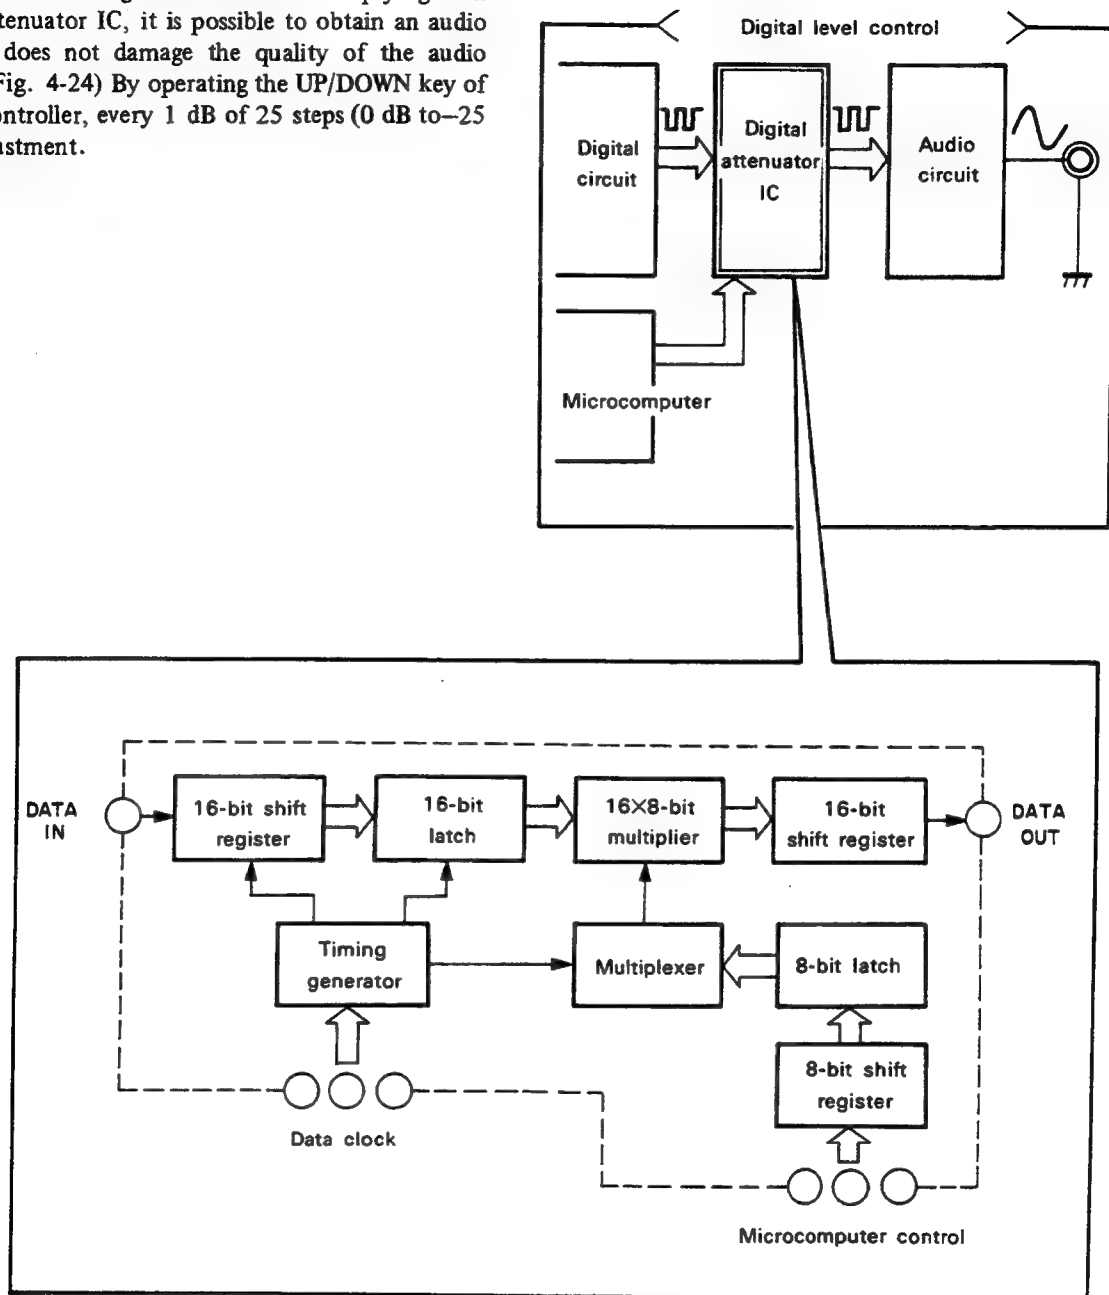 tenuator IC, it is possible to obtain an audio
does not damage the quality of the audio
Fig. 4-24) By operating the UP/DOWN key of
ntroller, every 1 dB of 25 steps (0 dB to–25
ustment.
Digital level control
Digital
circuit
Digital
attenuator
IC
Audio
circuit
Microcomputer
DATA
IN
16-bit shift
register
16-bit
latch
16X8-bit
multiplier
16-bit
shift register
DATA
OUT
Timing
generator
Multiplexer
8-bit latch
8-bit shift
register
Data clock
Microcomputer control